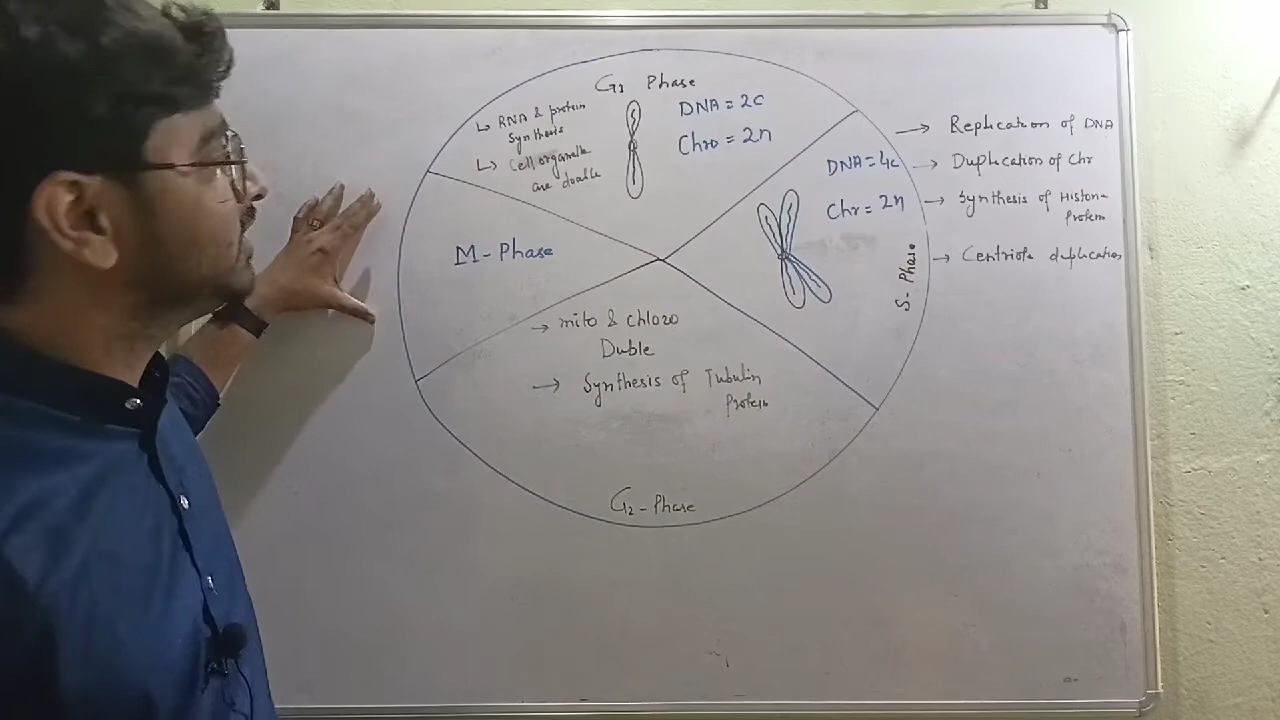 G1 Phase
↳ RNA & protein
synthesis
↳ Cell organelle
are double
DNA = 2C
Chro = 2n
DNA = 4C
Chr = 2n
S-Phase
→ Replication of DNA
→ Duplication of Chr
→ Synthesis of Histone
Protein
→ Centriole duplication
M-Phase
→ mito & chloro
Duble
→ Synthesis of Tubulin
Protein
G2-Phase